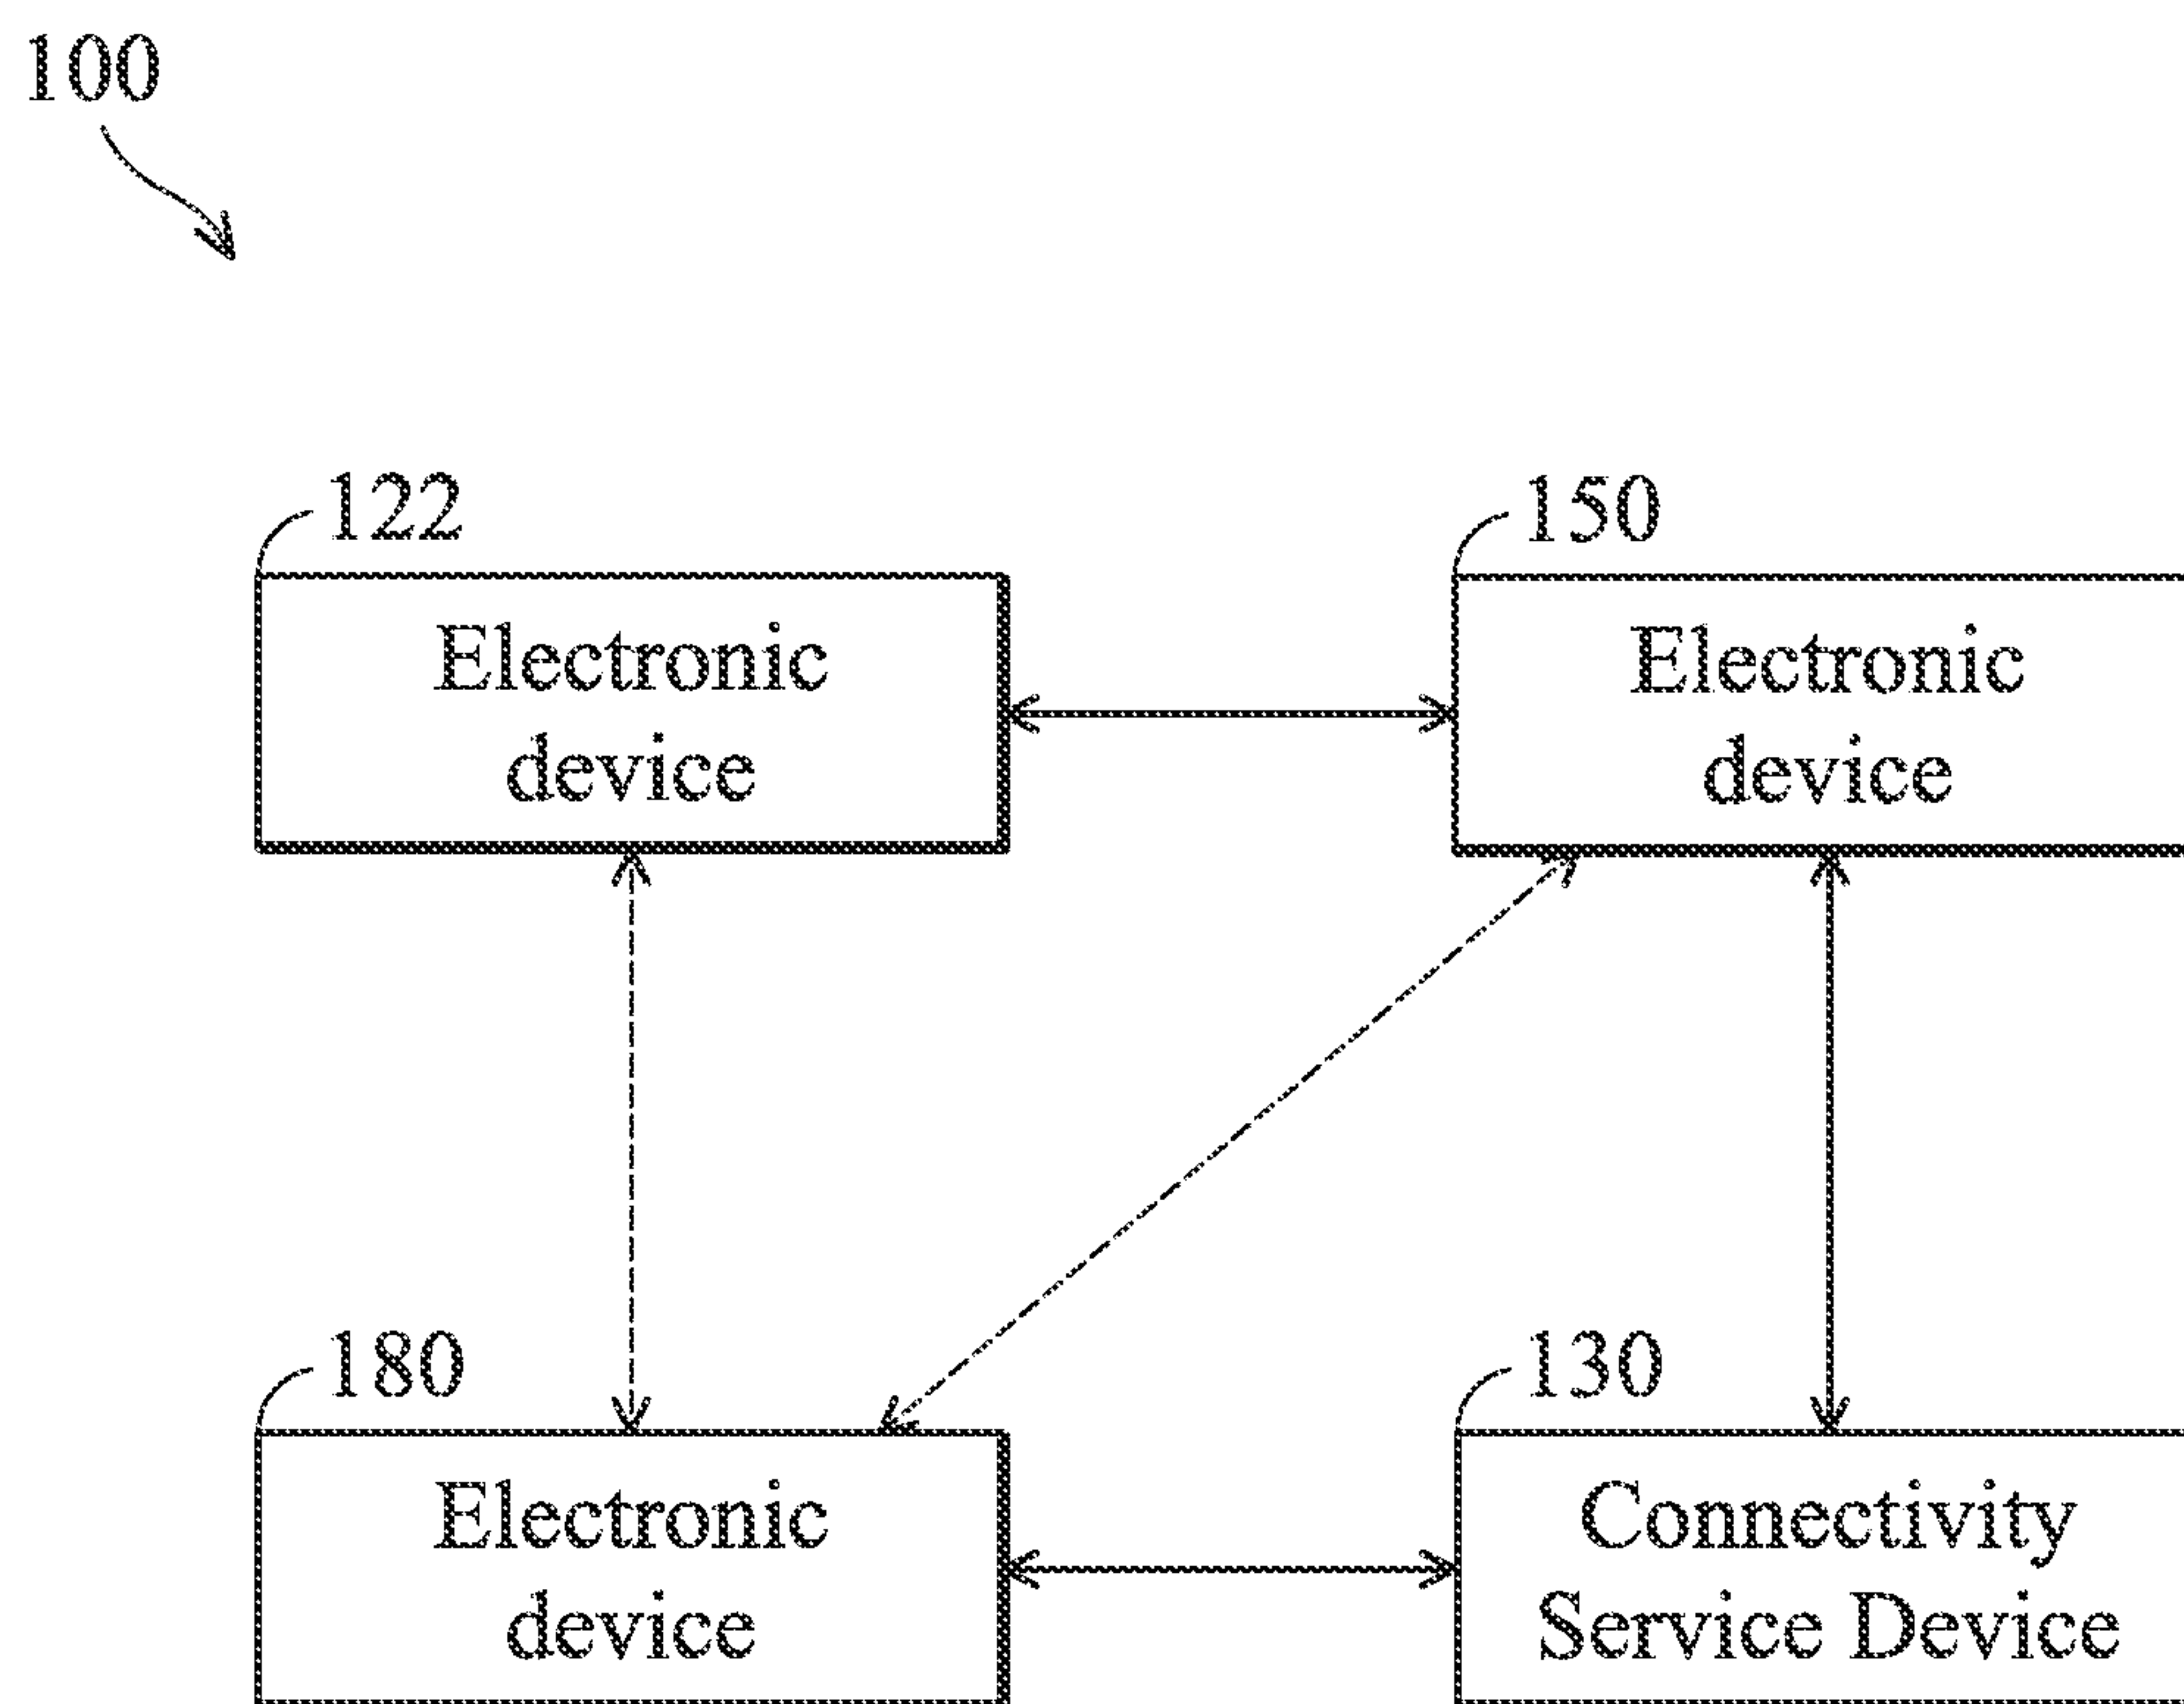 100
122
150
Electronic
device
Electronic
device
180
130
Electronic
device
Connectivity
Service Device